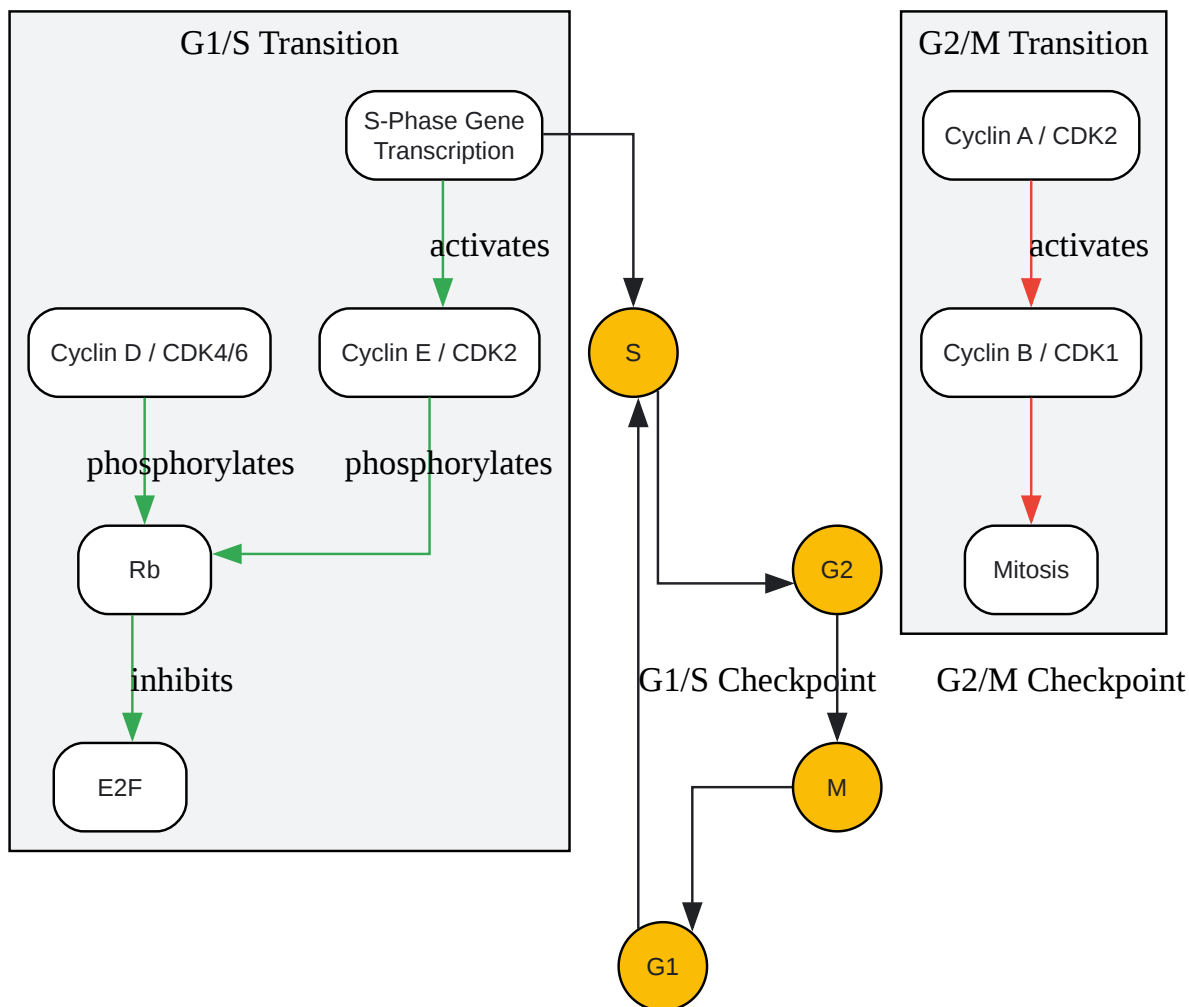 G1/S Transition
G2/M Transition
S-Phase Gene
Transcription
Cyclin A / CDK2
activates
activates
Cyclin D / CDK4/6
Cyclin E / CDK2
S
Cyclin B / CDK1
phosphorylates
phosphorylates
Rb
G2
Mitosis
inhibits
G1/S Checkpoint
G2/M Checkpoint
E2F
M
G1